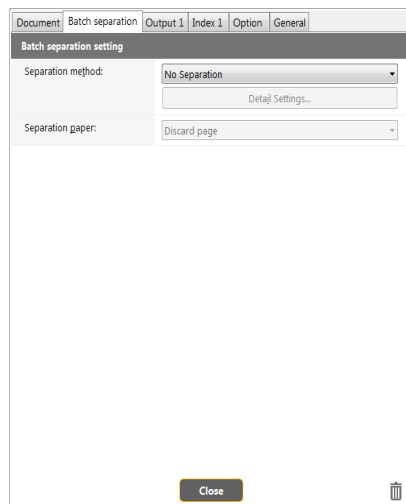 Document Batch separation Output 1 Index 1 Option General
Batch separation setting
Separation method: No Separation
Detail Settings...
Separation paper: Discard page
Close